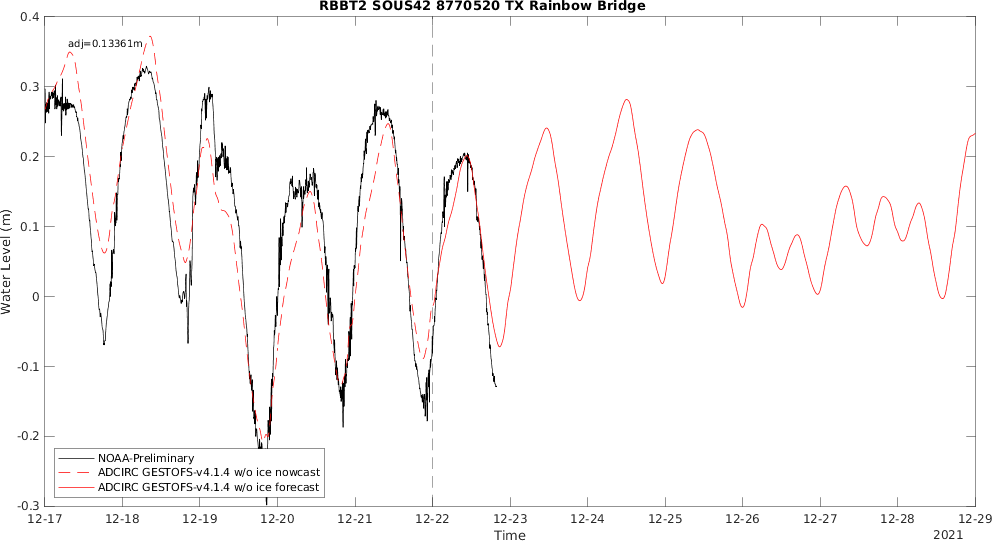 RBBT2 SOUS42 8770520 TX Rainbow Bridge
adj=0.13361m
Water Level (m)
0.4
0.3
0.2
0.1
0
-0.1
-0.2
-0.3
NOAA-Preliminary
ADCIRC GESTOFS-v4.1.4 w/o ice nowcast
ADCIRC GESTOFS-v4.1.4 w/o ice forecast
12-17 12-18 12-19 12-20 12-21 12-22 12-23 12-24 12-25 12-26 12-27 12-28 12-29
Time
2021